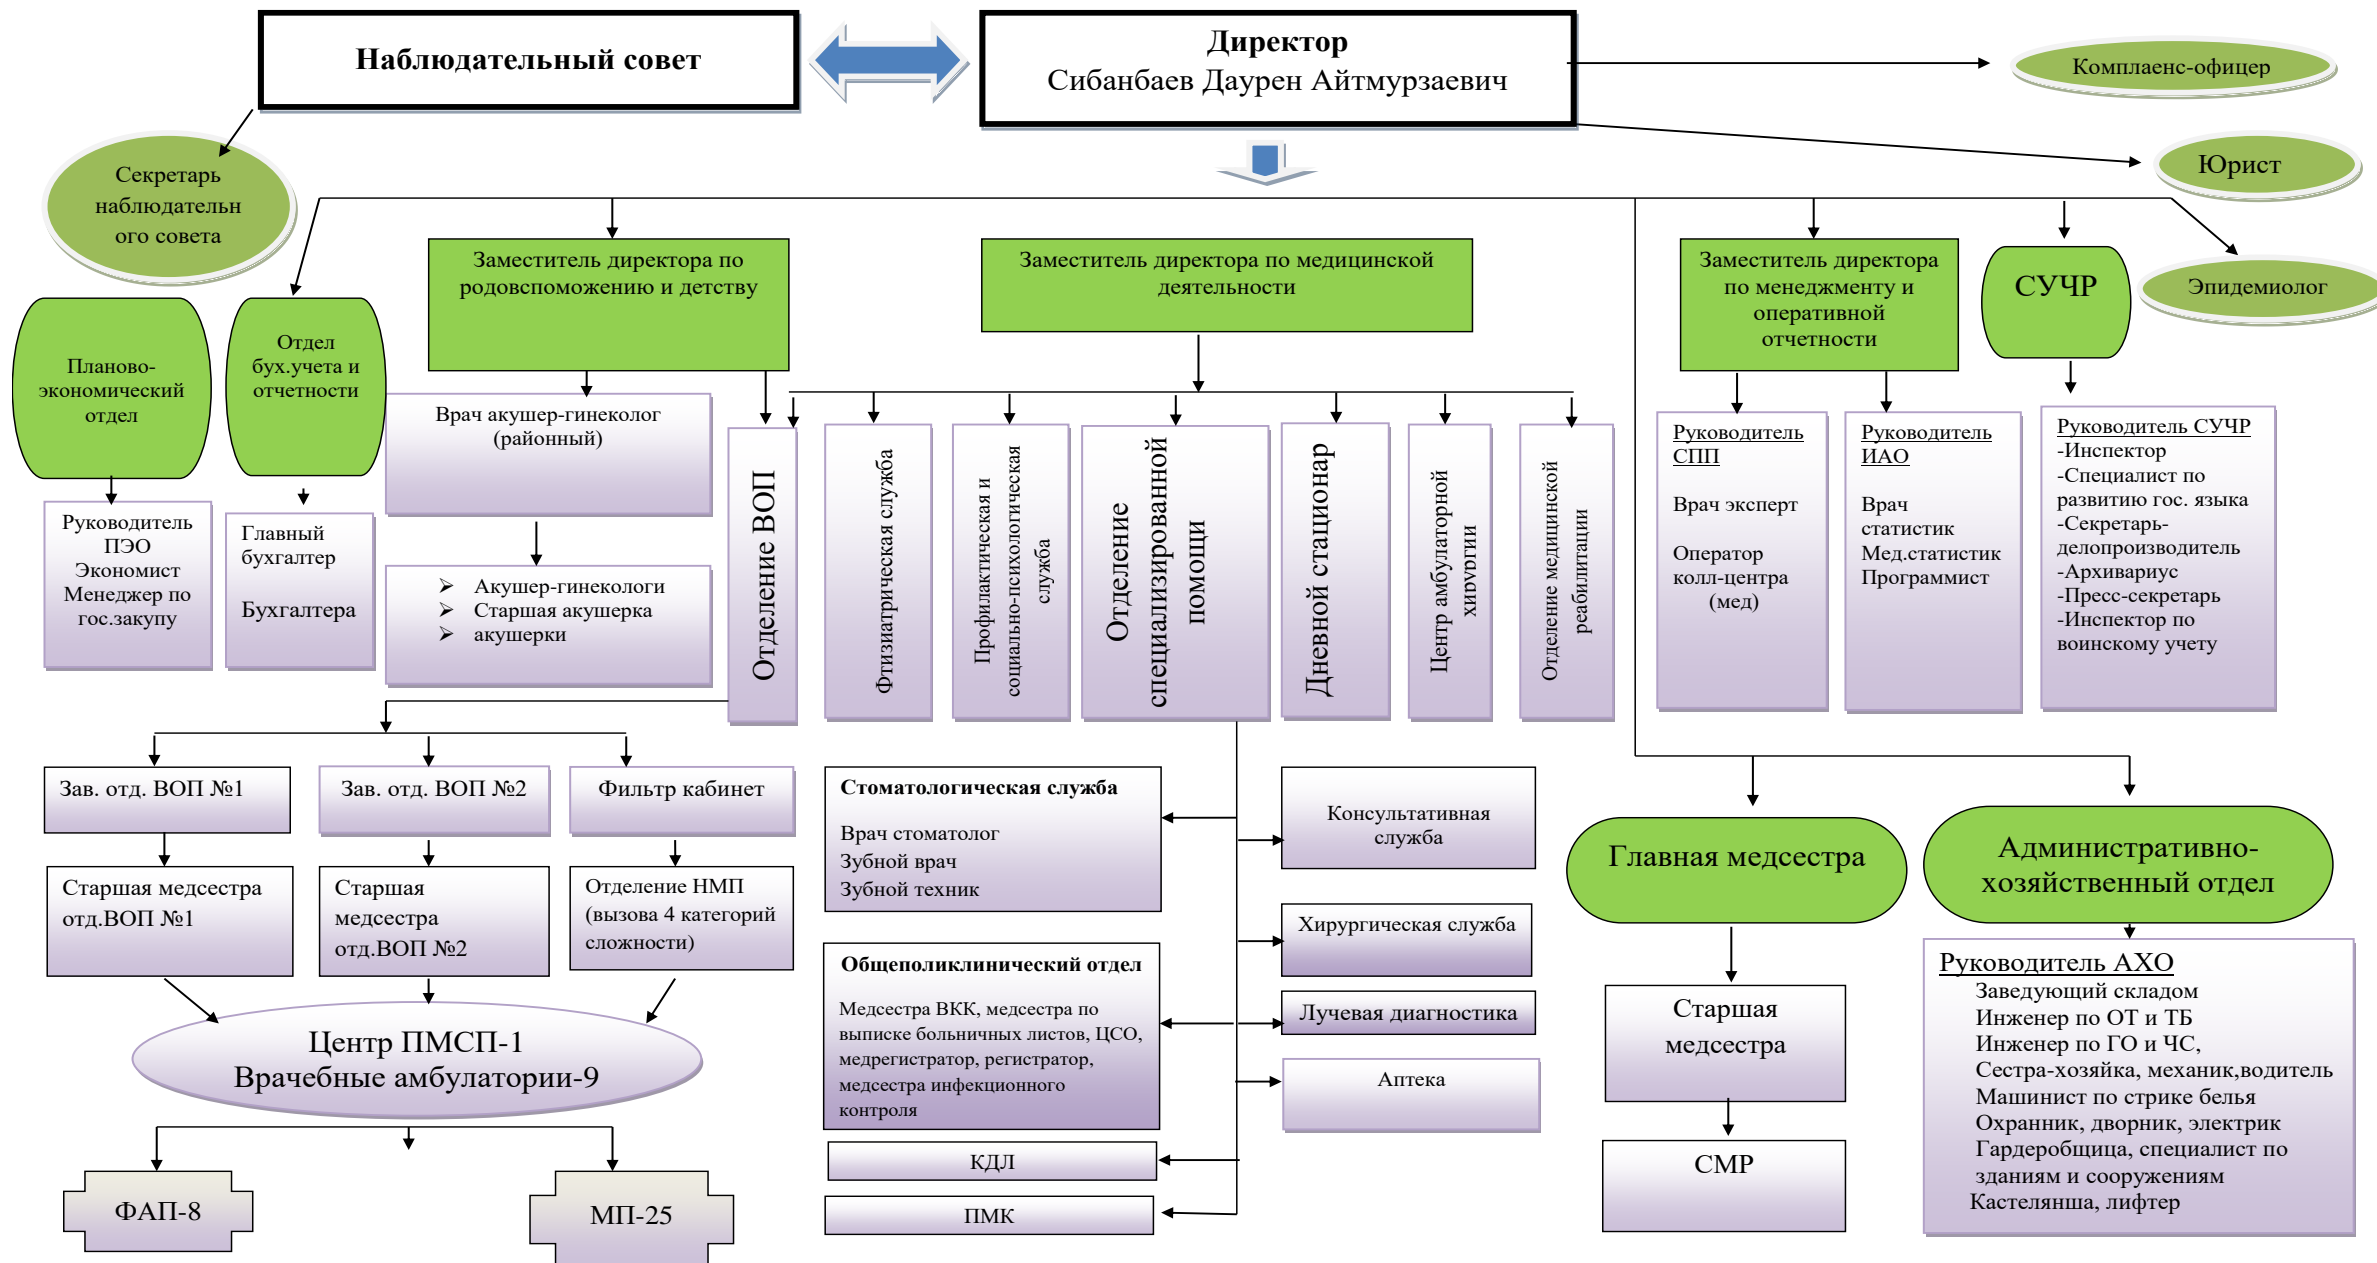 Наблюдательный совет
Директор
Сибанбаев Даурен Айтмурзаевич
Комплаенс-офицер
Юрист
Секретарь
наблюдательн
ого совета
Заместитель директора по
родовспоможению и детству
Заместитель директора по медицинской
деятельности
Заместитель директора
по менеджменту и
оперативной
отчетности
СУЧР
Эпидемиолог
Планово-
экономический
отдел
Отдел
бух.учета и
отчетности
Врач акушер-гинеколог
(районный)
Руководитель
ПЭО
Экономист
Менеджер по
гос.закупу
Главный
бухгалтер
Бухгалтера
Акушер-гинекологи
Старшая акушерка
акушерки
Отделение ВОП
Фтизиатрическая служба
Профилактическая и
социально-психологическая
служба
Отделение
специализированной
помощи
Дневной стационар
Центр амбулаторной
хирургии
Отделение медицинской
реабилитации
Руководитель
СПП
Врач эксперт
Оператор
колл-центра
(мед)
Руководитель
ИАО
Врач
статистик
Мед.статистик
Программист
Руководитель СУЧР
-Инспектор
-Специалист по
развитию гос. языка
-Секретарь-
делопроизводитель
-Архивариус
-Пресс-секретарь
-Инспектор по
воинскому учету
Зав. отд. ВОП №1
Зав. отд. ВОП №2
Фильтр кабинет
Старшая медсестра
отд.ВОП №1
Старшая
медсестра
отд.ВОП №2
Отделение НМП
(вызова 4 категорий
сложности)
Центр ПМСП-1
Врачебные амбулатории-9
ФАП-8
МП-25
Стоматологическая служба
Врач стоматолог
Зубной врач
Зубной техник
Общеполиклинический отдел
Медсестра ВКК, медсестра по
выписке больничных листов, ЦСО,
медрегистратор, регистратор,
медсестра инфекционного
контроля
КДЛ
ПМК
Консультативная
служба
Хирургическая служба
Лучевая диагностика
Аптека
Главная медсестра
Старшая
медсестра
СМР
Административно-
хозяйственный отдел
Руководитель АХО
Заведующий складом
Инженер по ОТ и ТБ
Инженер по ГО и ЧС,
Сестра-хозяйка, механик,водитель
Машинист по стрике белья
Охранник, дворник, электрик
Гардеробщица, специалист по
зданиям и сооружениям
Кастелянша, лифтер